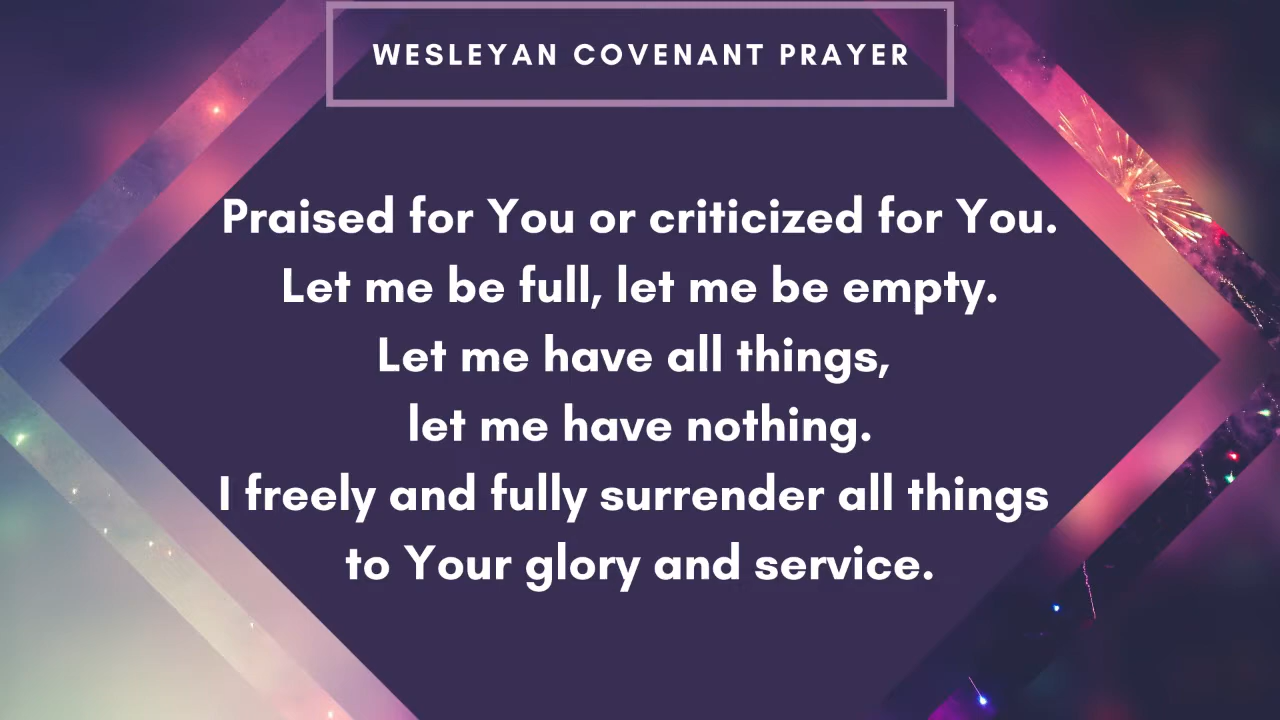 WESLEYAN COVENANT PRAYER
Praised for You or criticized for You.
Let me be full, let me be empty.
Let me have all things,
let me have nothing.
I freely and fully surrender all things
to Your glory and service.